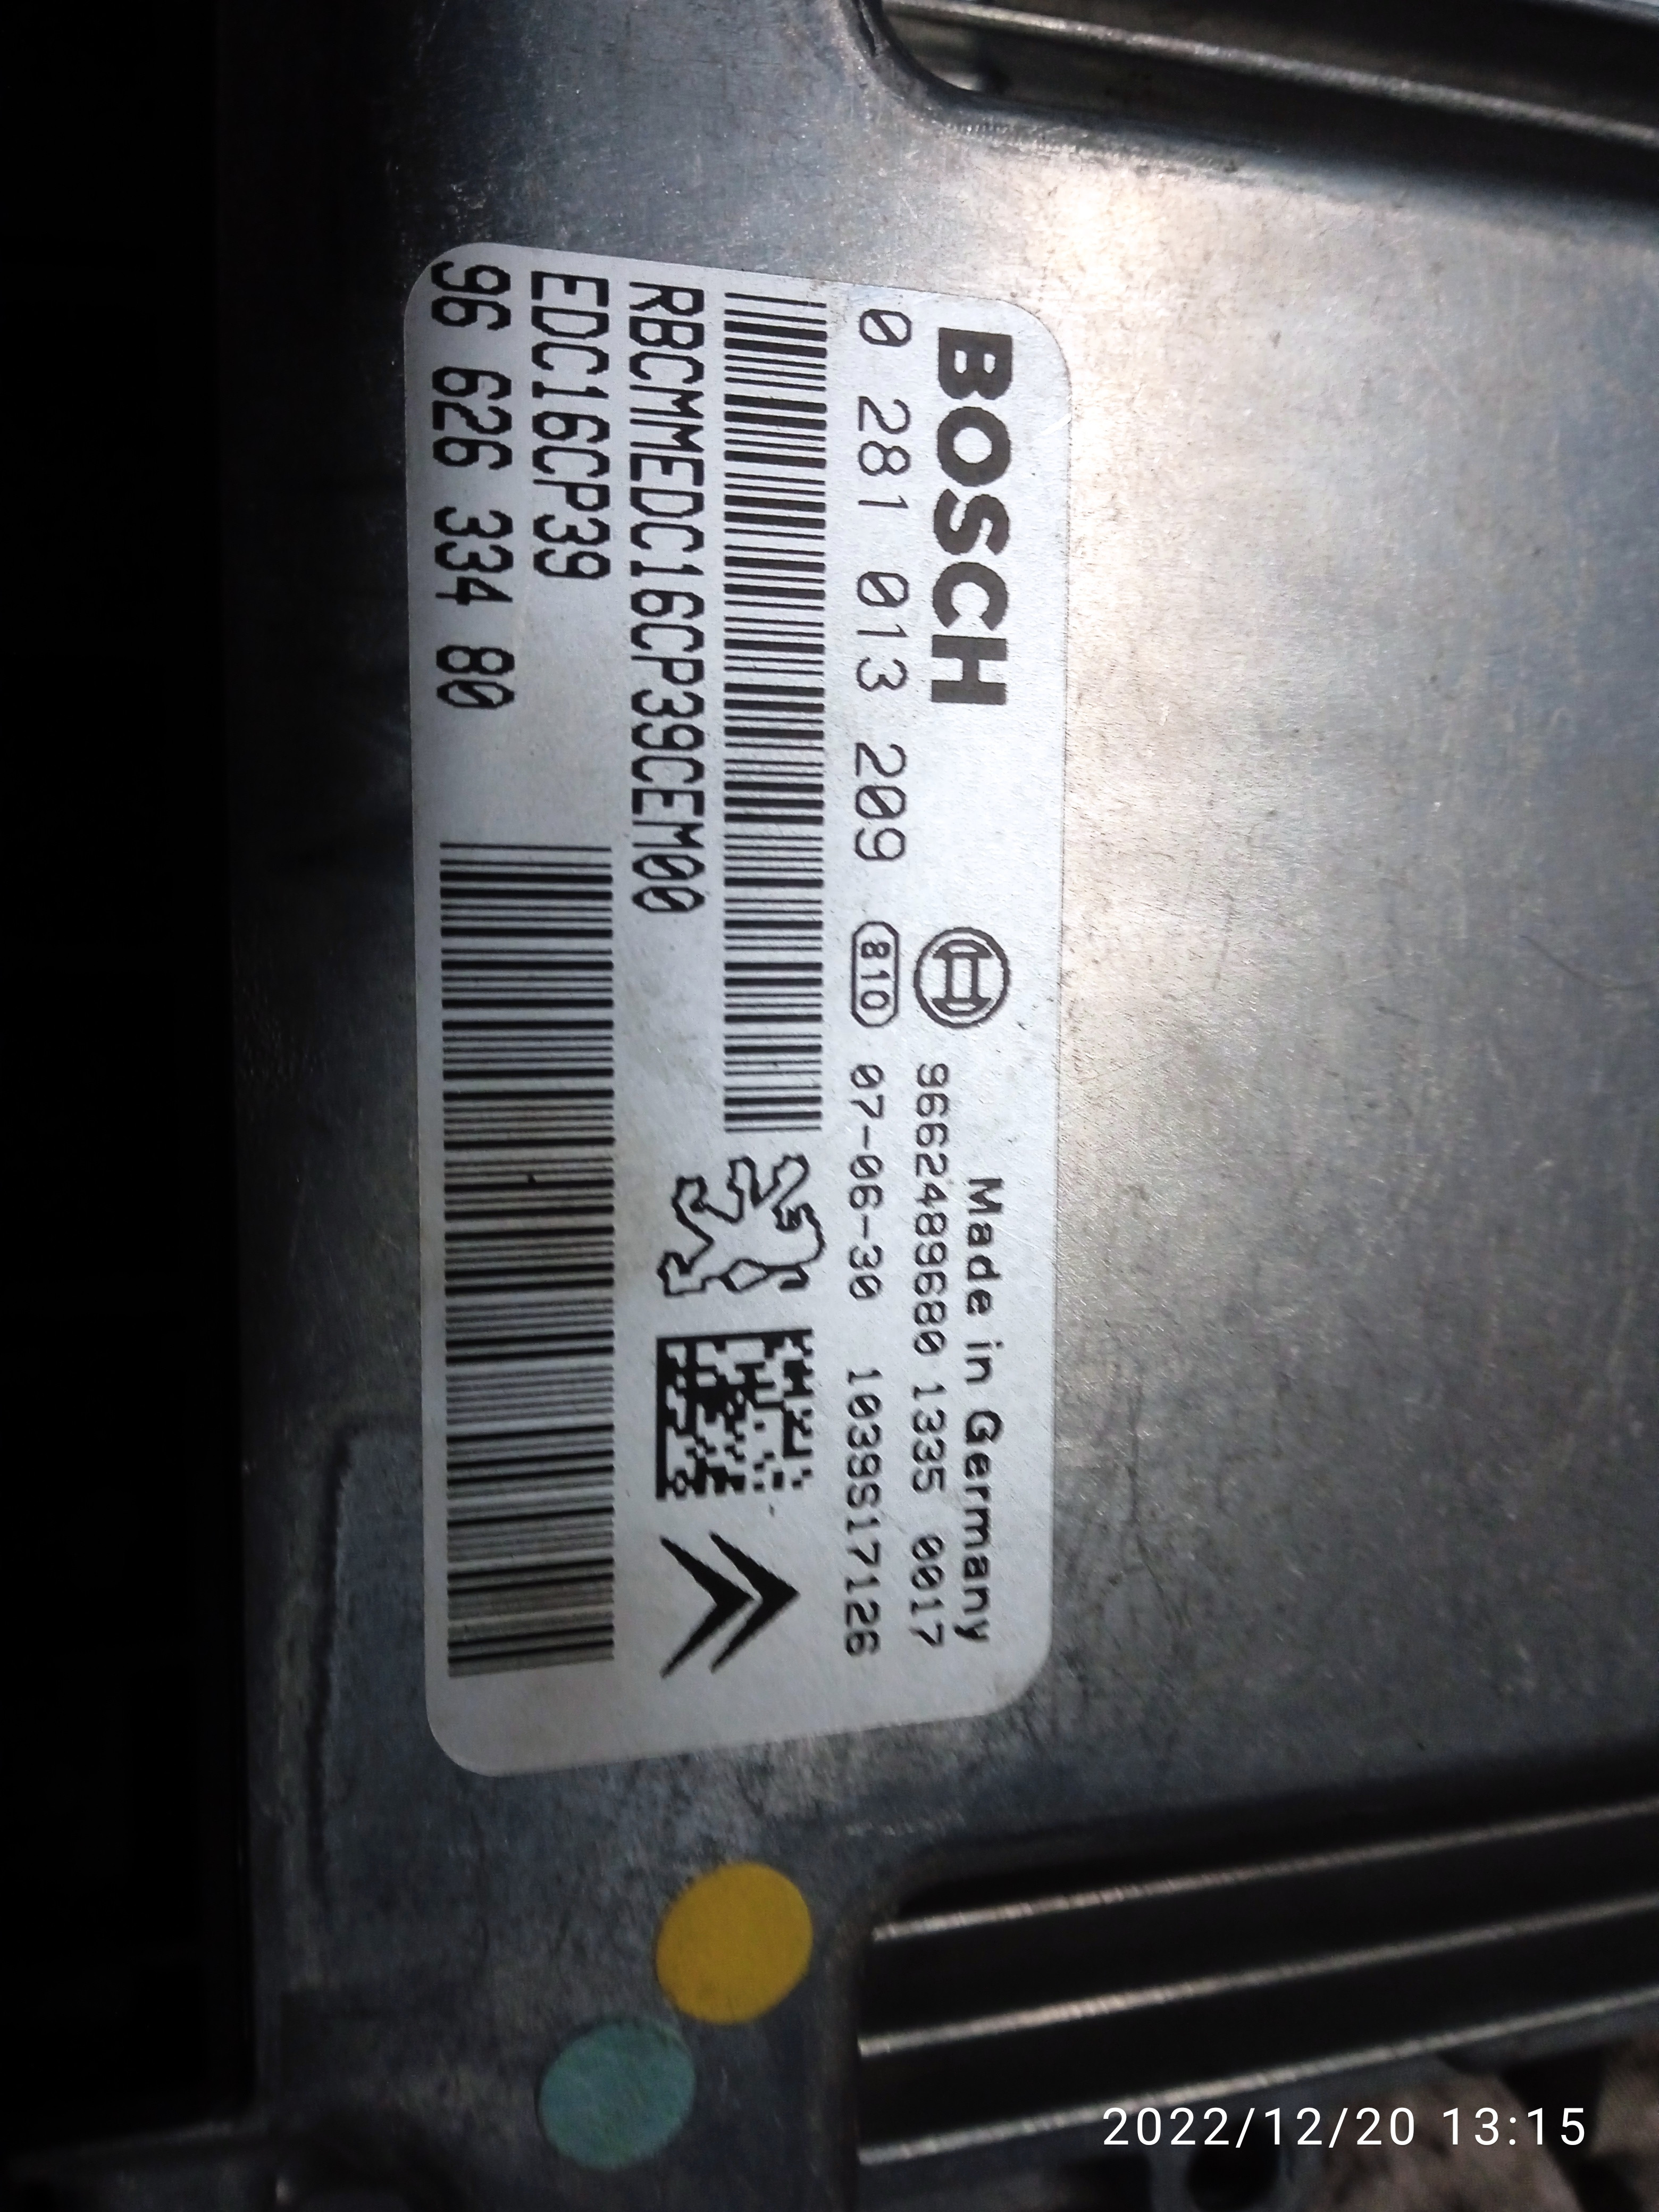 BOSCH
Made in Germany
9662489680 1335 0017
0 281 013 209 810 07-06-30 1039S17126
RBCMMEDC16CP39CEM00
EDC16CP39
96 626 334 80
2022/12/20 13:15